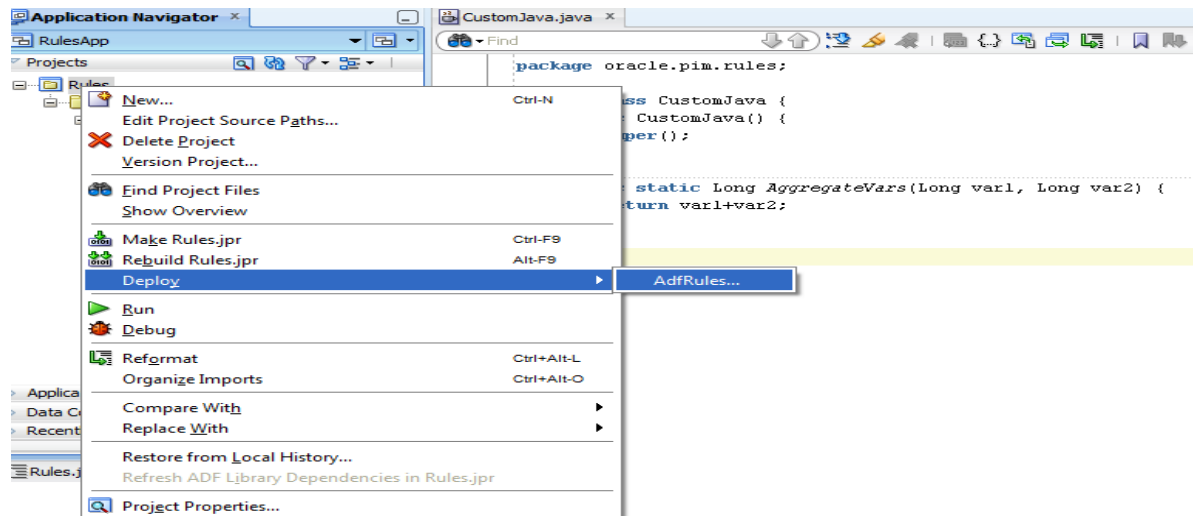 Application Navigator
CustomJava.java
RulesApp
Find
Projects
package oracle.pim.rules;
Rules
New... Ctrl-N
ss CustomJava {
Edit Project Source Paths...
CustomJava() {
Delete Project
per();
Version Project...
Find Project Files
static Long AggregateVars(Long var1, Long var2) {
Show Overview
turn var1+var2;
Make Rules.jpr Ctrl-F9
Rebuild Rules.jpr Alt-F9
Deploy AdfRules...
Run
Debug
Reformat Ctrl+Alt-L
Organize Imports Ctrl+Alt-O
Applica
Compare With
Data Co
Replace With
Recent
Restore from Local History...
Rules.j
Refresh ADF Library Dependencies in Rules.jpr
Project Properties...